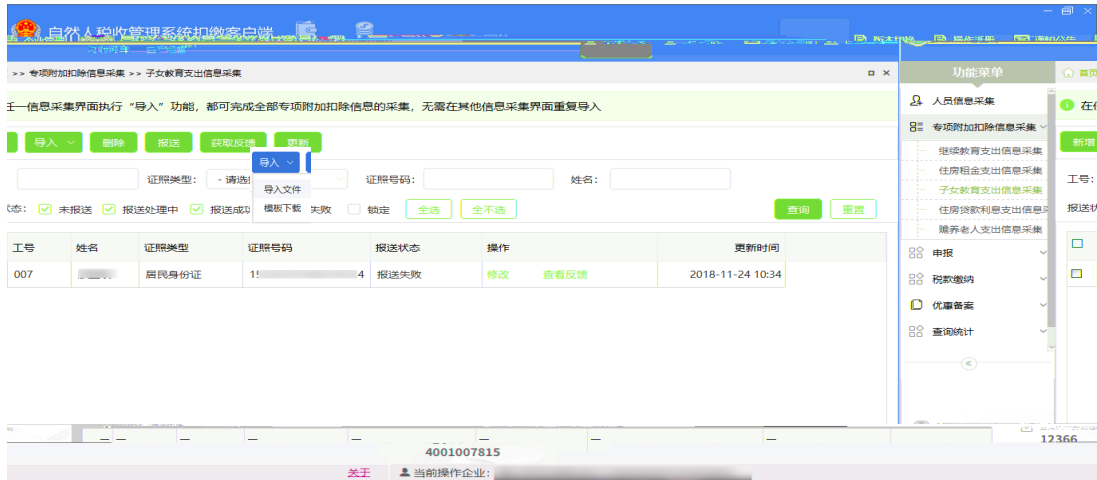 自然人税收管理系统扣缴客户端
>> 专项附加扣除信息采集 >> 子女教育支出信息采集
任一信息采集界面执行“导入”功能，都可完成全部专项附加扣除信息的采集，无需在其他信息采集界面重复导入
导入 删除 报送 获取反馈 更新
导入
导入文件
模板下载
证照类型： - 请选 证照号码： 姓名：
状态： 未报送 报送处理中 报送成功 失败 锁定 全选 全不选 查询 重置
工号 姓名 证照类型 证照号码 报送状态 操作 更新时间
007 居民身份证 15 4 报送失败 修改 查看反馈 2018-11-24 10:34
功能菜单
人员信息采集
专项附加扣除信息采集
继续教育支出信息采集
住房租金支出信息采集
子女教育支出信息采集
住房贷款利息支出信息采
赡养老人支出信息采集
申报
税款缴纳
优惠备案
查询统计
首页
在
新增
工号：
报送状
12366
4001007815
关于 当前操作企业：